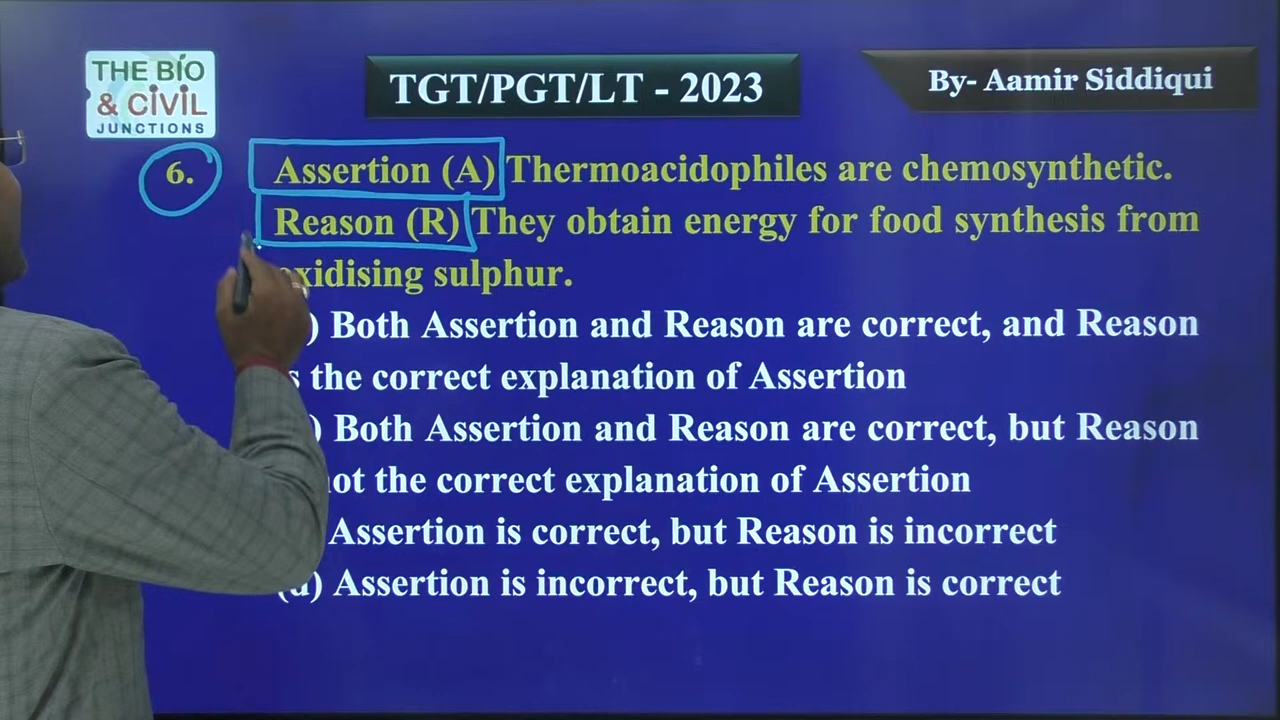 THE BIO
& CIVIL
JUNCTIONS
TGT/PGT/LT - 2023
By- Aamir Siddiqui
6. Assertion (A) Thermoacidophiles are chemosynthetic.
Reason (R) They obtain energy for food synthesis from
oxidising sulphur.
) Both Assertion and Reason are correct, and Reason
s the correct explanation of Assertion
) Both Assertion and Reason are correct, but Reason
not the correct explanation of Assertion
Assertion is correct, but Reason is incorrect
(d) Assertion is incorrect, but Reason is correct